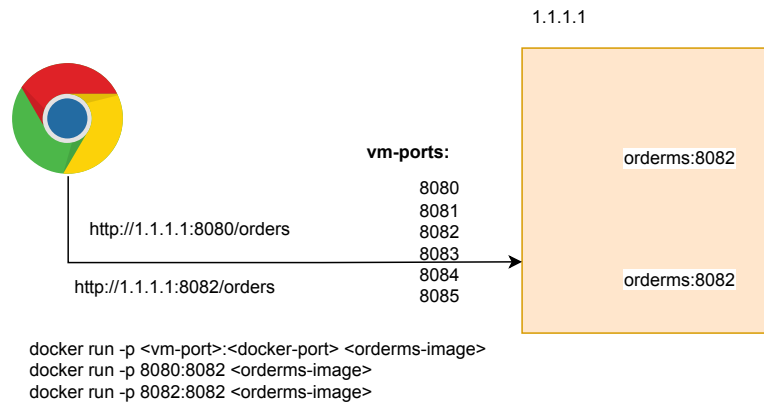 1.1.1.1
vm-ports:
orderms:8082
8080
8081
http://1.1.1.1:8080/orders
8082
8083
8084
orderms:8082
http://1.1.1.1:8082/orders
8085
docker run -p <vm-port>:<docker-port> <orderms-image>
docker run -p 8080:8082 <orderms-image>
docker run -p 8082:8082 <orderms-image>